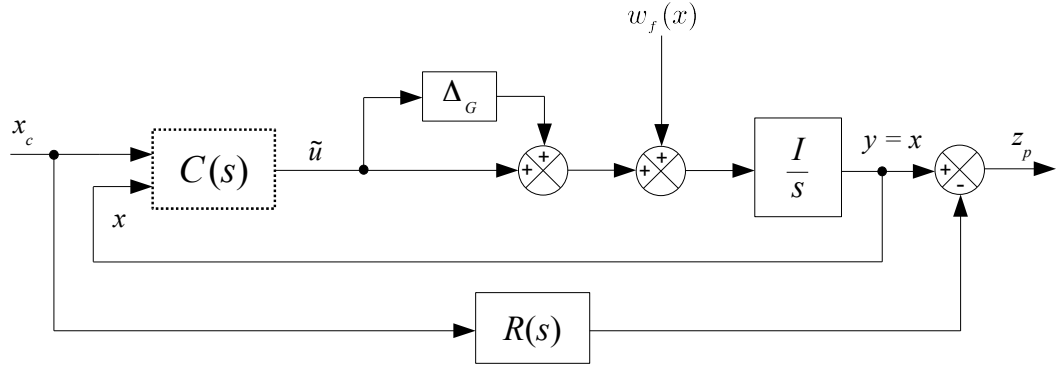 w_f(x)
Δ_G
x_c
C(s)
ũ
+
+
+
+
I
s
y = x
+
-
z_p
x
R(s)